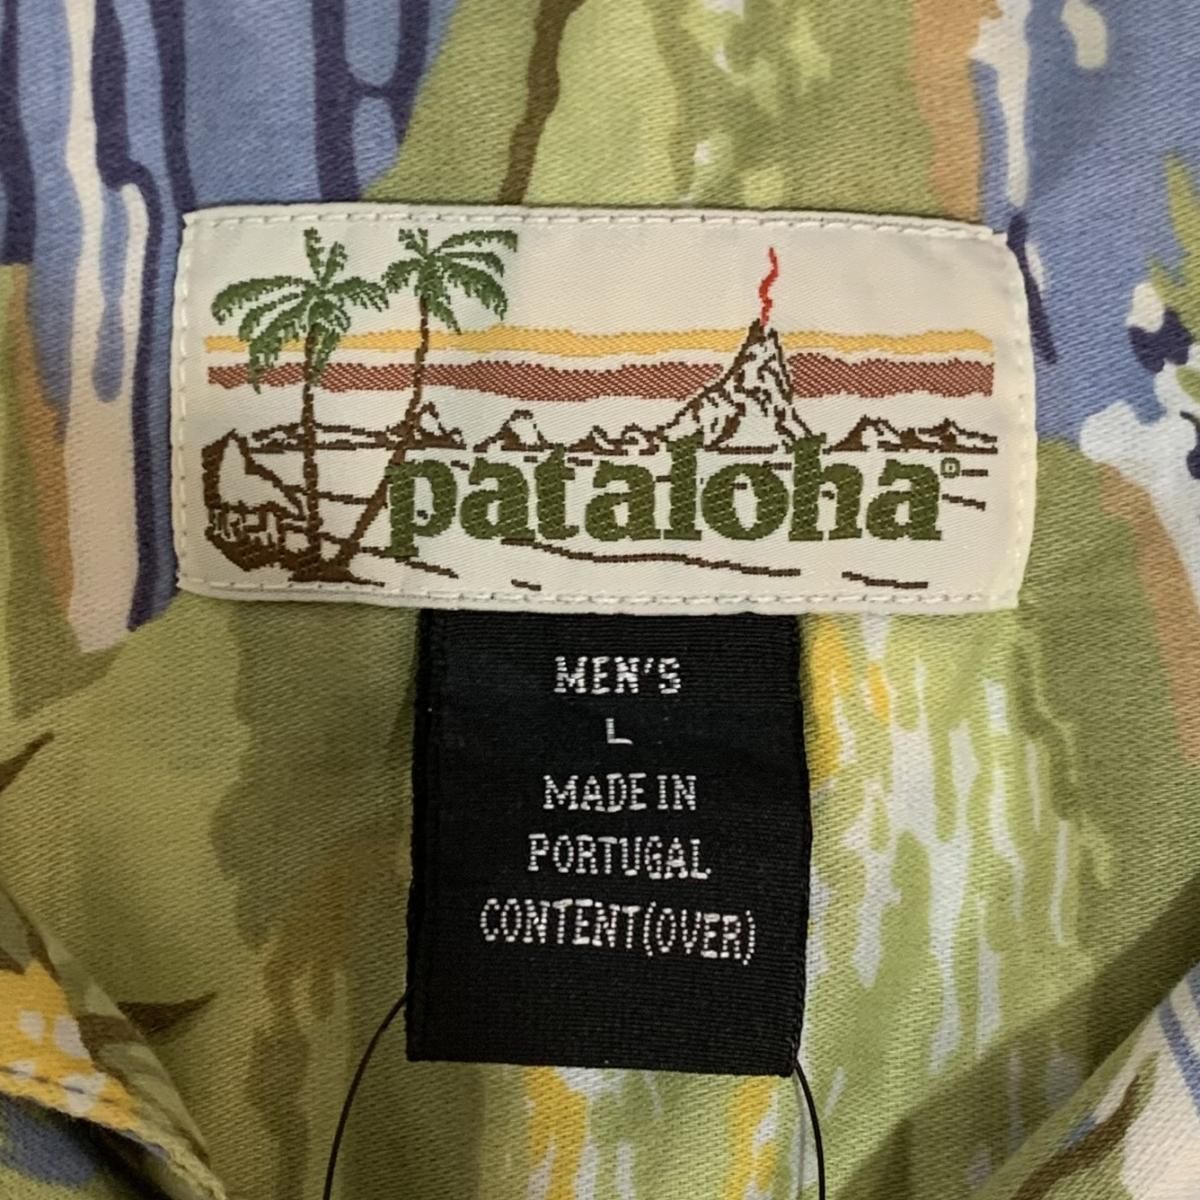 pataloha®
MEN'S
L
MADE IN
PORTUGAL
CONTENT(OVER)